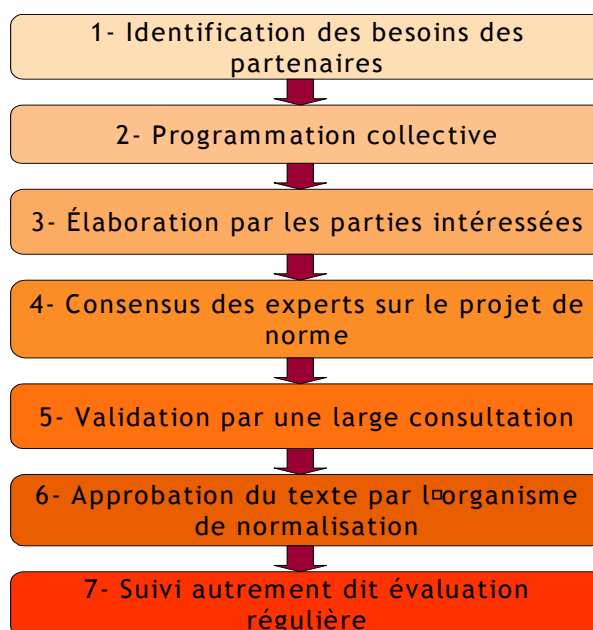 1- Identification des besoins des
partenaires
2- Programmation collective
3- Élaboration par les parties intéressées
4- Consensus des experts sur le projet de
norme
5- Validation par une large consultation
6- Approbation du texte par l¤organisme
de normalisation
7- Suivi autrement dit évaluation
régulière